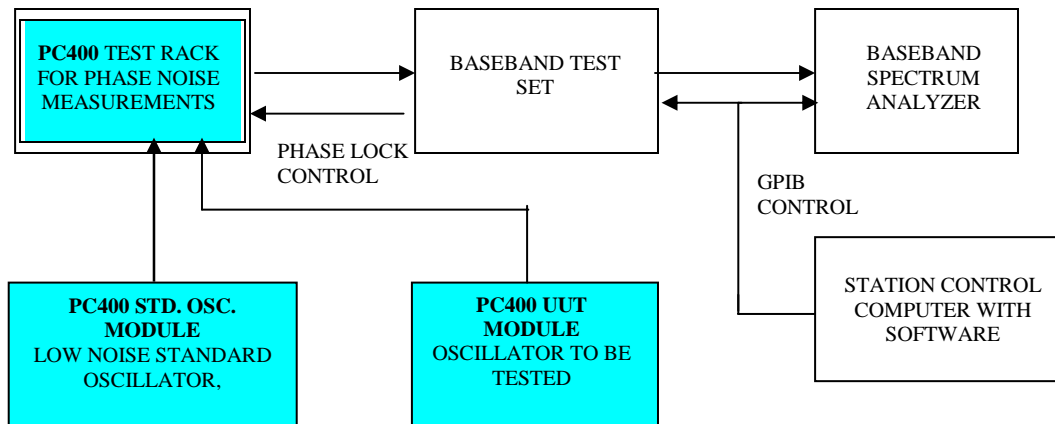 PC400 TEST RACK
FOR PHASE NOISE
MEASUREMENTS
BASEBAND TEST
SET
BASEBAND
SPECTRUM
ANALYZER
PHASE LOCK
CONTROL
GPIB
CONTROL
PC400 STD. OSC.
MODULE
LOW NOISE STANDARD
OSCILLATOR,
PC400 UUT
MODULE
OSCILLATOR TO BE
TESTED
STATION CONTROL
COMPUTER WITH
SOFTWARE